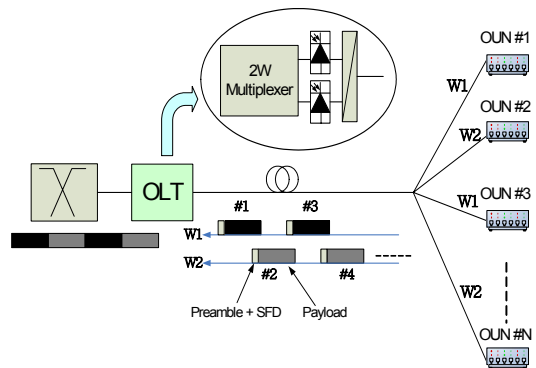 OUN #1
2W
Multiplexer
W1
OUN #2
W2
OLT
#1
#3
W1
OUN #3
W1
W2
#2
#4
W2
Preamble + SFD
Payload
OUN #N